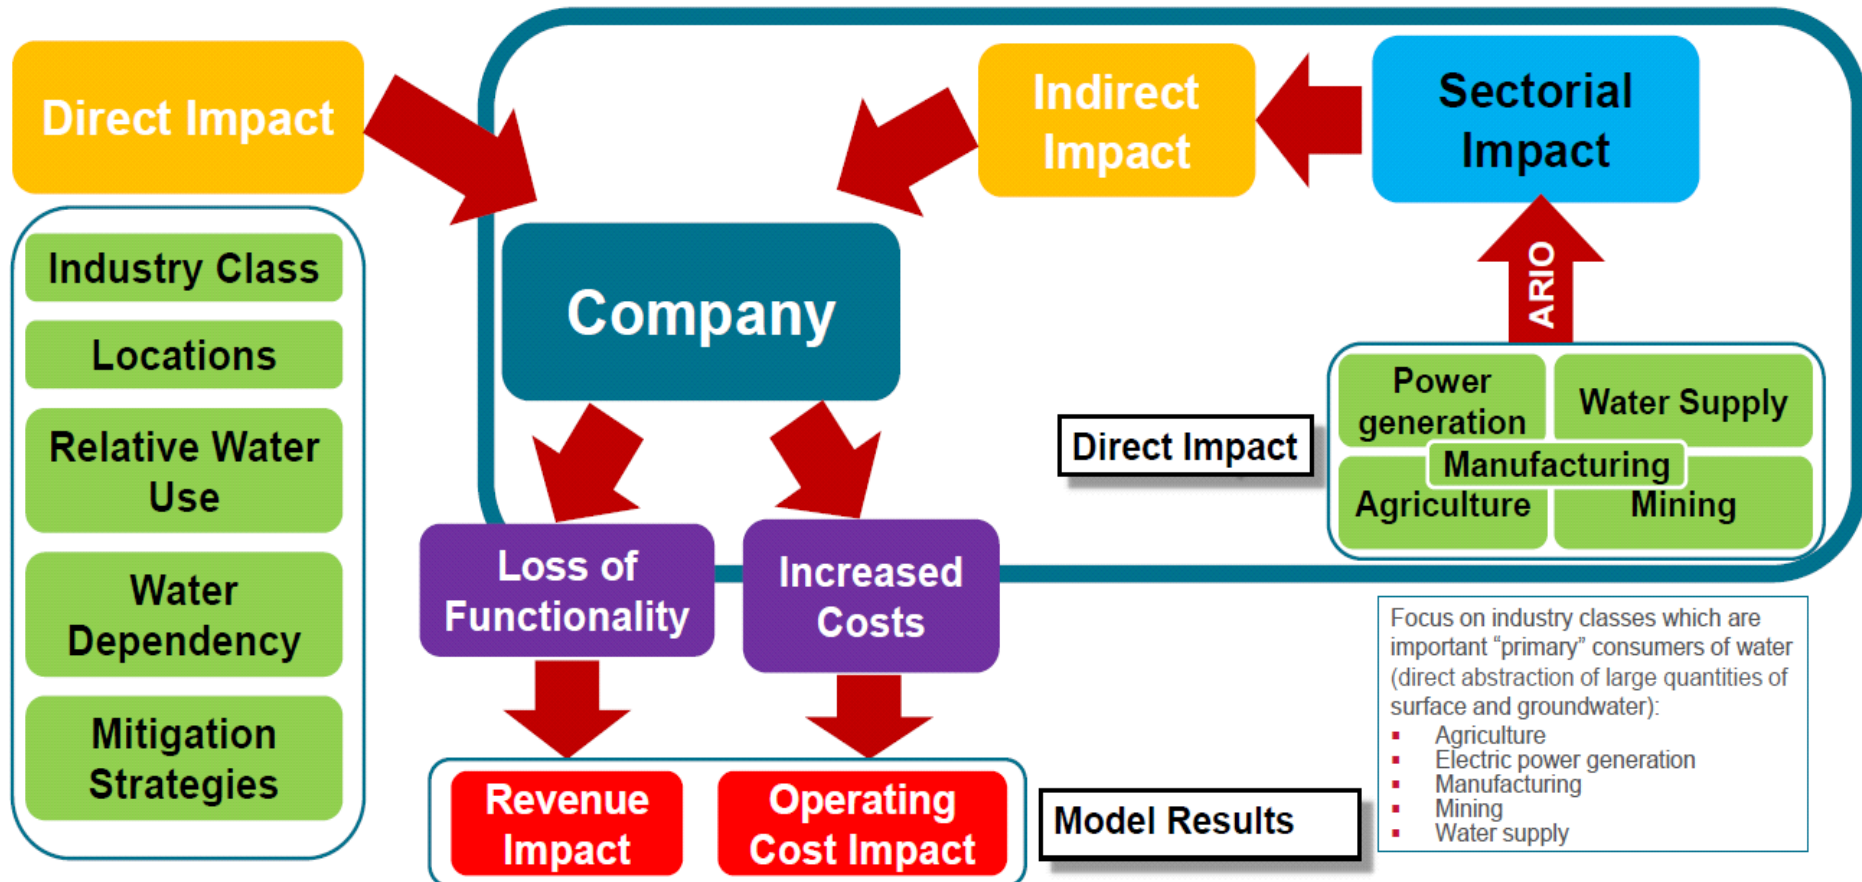 Direct Impact
Industry Class
Locations
Relative Water
Use
Water
Dependency
Mitigation
Strategies
Company
Indirect
Impact
Sectorial
Impact
ARIO
Direct Impact
Power
generation
Water Supply
Manufacturing
Agriculture
Mining
Loss of
Functionality
Increased
Costs
Revenue
Impact
Operating
Cost Impact
Model Results
Focus on industry classes which are
important “primary” consumers of water
(direct abstraction of large quantities of
surface and groundwater):
▪ Agriculture
▪ Electric power generation
▪ Manufacturing
▪ Mining
▪ Water supply